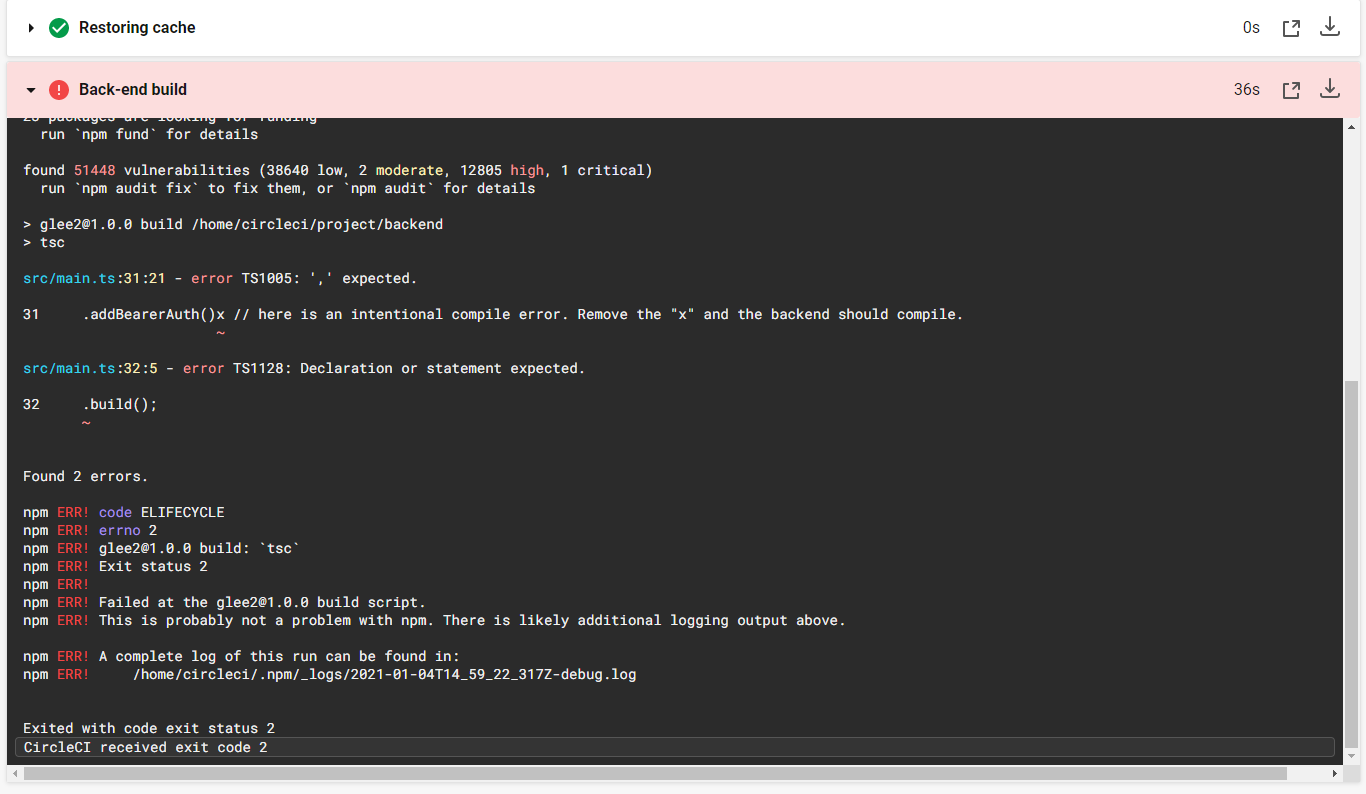 Restoring cache 0s
Back-end build 36s
packages are looking for funding
run `npm fund` for details
found 51448 vulnerabilities (38640 low, 2 moderate, 12805 high, 1 critical)
run `npm audit fix` to fix them, or `npm audit` for details
> glee2@1.0.0 build /home/circleci/project/backend
> tsc
src/main.ts:31:21 - error TS1005: ',' expected.
31     .addBearerAuth()x // here is an intentional compile error. Remove the "x" and the backend should compile.
~
src/main.ts:32:5 - error TS1128: Declaration or statement expected.
32     .build();
~
Found 2 errors.
npm ERR! code ELIFECYCLE
npm ERR! errno 2
npm ERR! glee2@1.0.0 build: `tsc`
npm ERR! Exit status 2
npm ERR!
npm ERR! Failed at the glee2@1.0.0 build script.
npm ERR! This is probably not a problem with npm. There is likely additional logging output above.
npm ERR! A complete log of this run can be found in:
npm ERR!     /home/circleci/.npm/_logs/2021-01-04T14_59_22_317Z-debug.log
Exited with code exit status 2
CircleCI received exit code 2